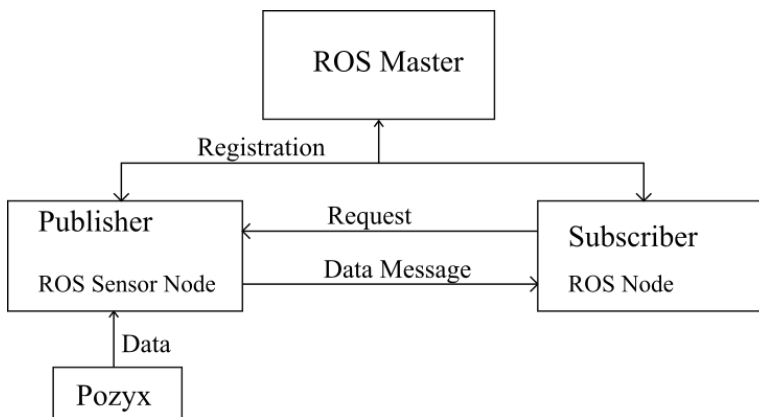 ROS Master
Registration
Publisher
ROS Sensor Node
Request
Data Message
Subscriber
ROS Node
Data
Pozyx